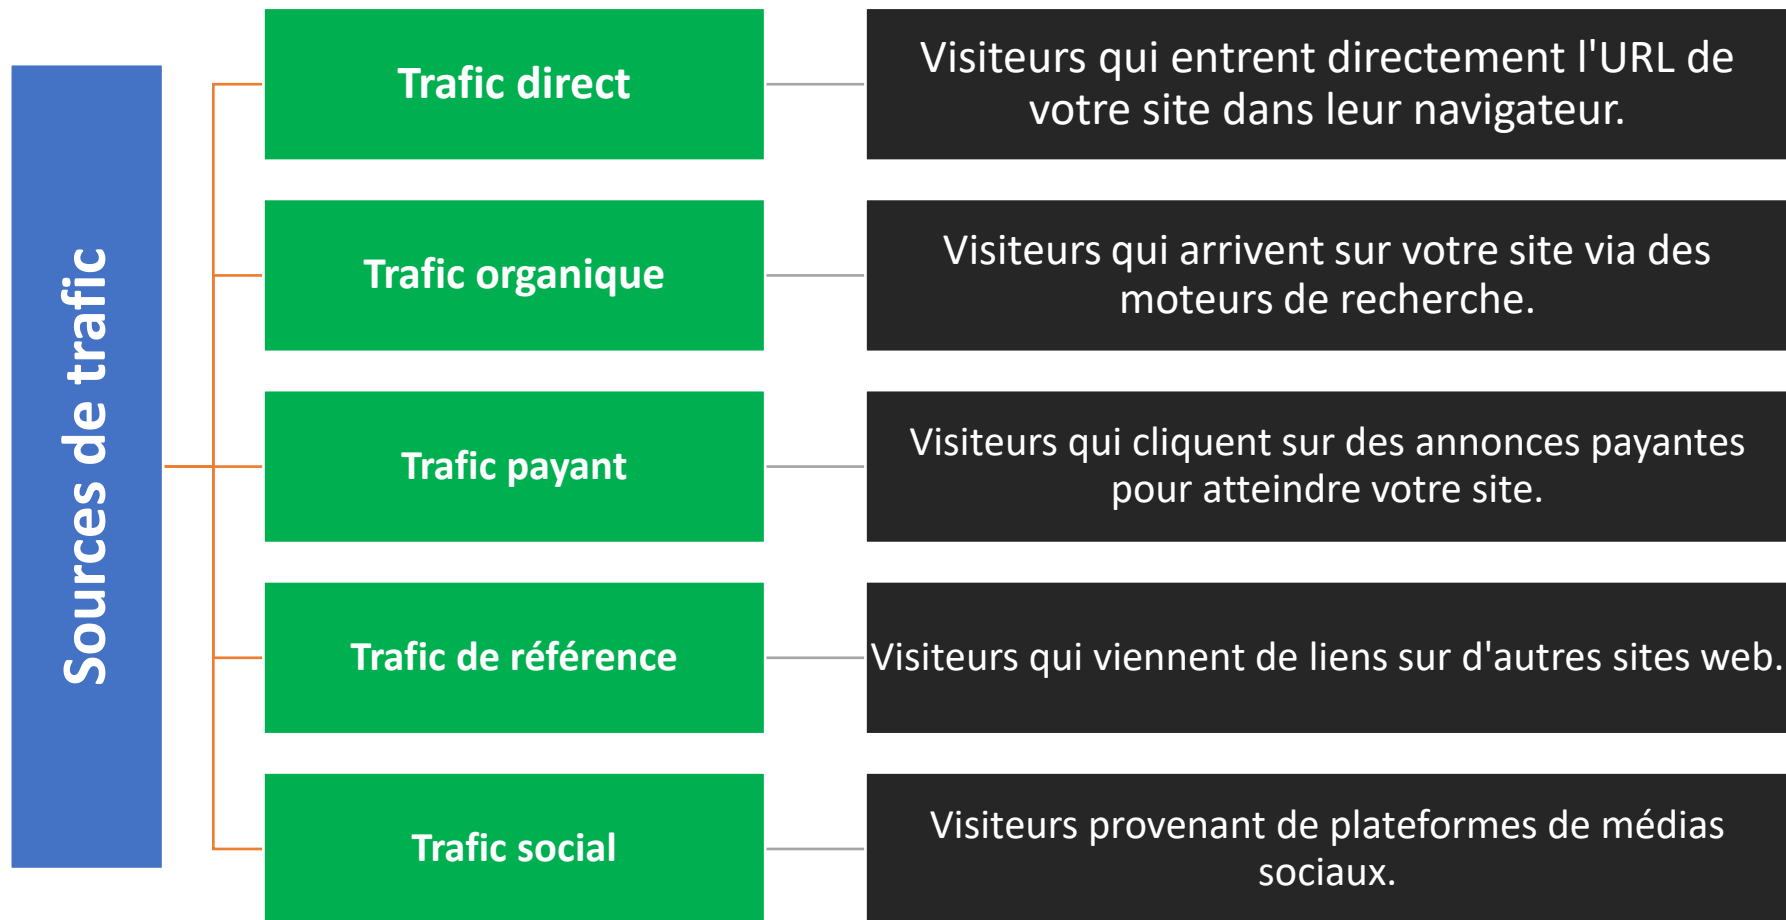 Sources de trafic
Trafic direct
Visiteurs qui entrent directement l'URL de
votre site dans leur navigateur.
Trafic organique
Visiteurs qui arrivent sur votre site via des
moteurs de recherche.
Trafic payant
Visiteurs qui cliquent sur des annonces payantes
pour atteindre votre site.
Trafic de référence
Visiteurs qui viennent de liens sur d'autres sites web.
Trafic social
Visiteurs provenant de plateformes de médias
sociaux.